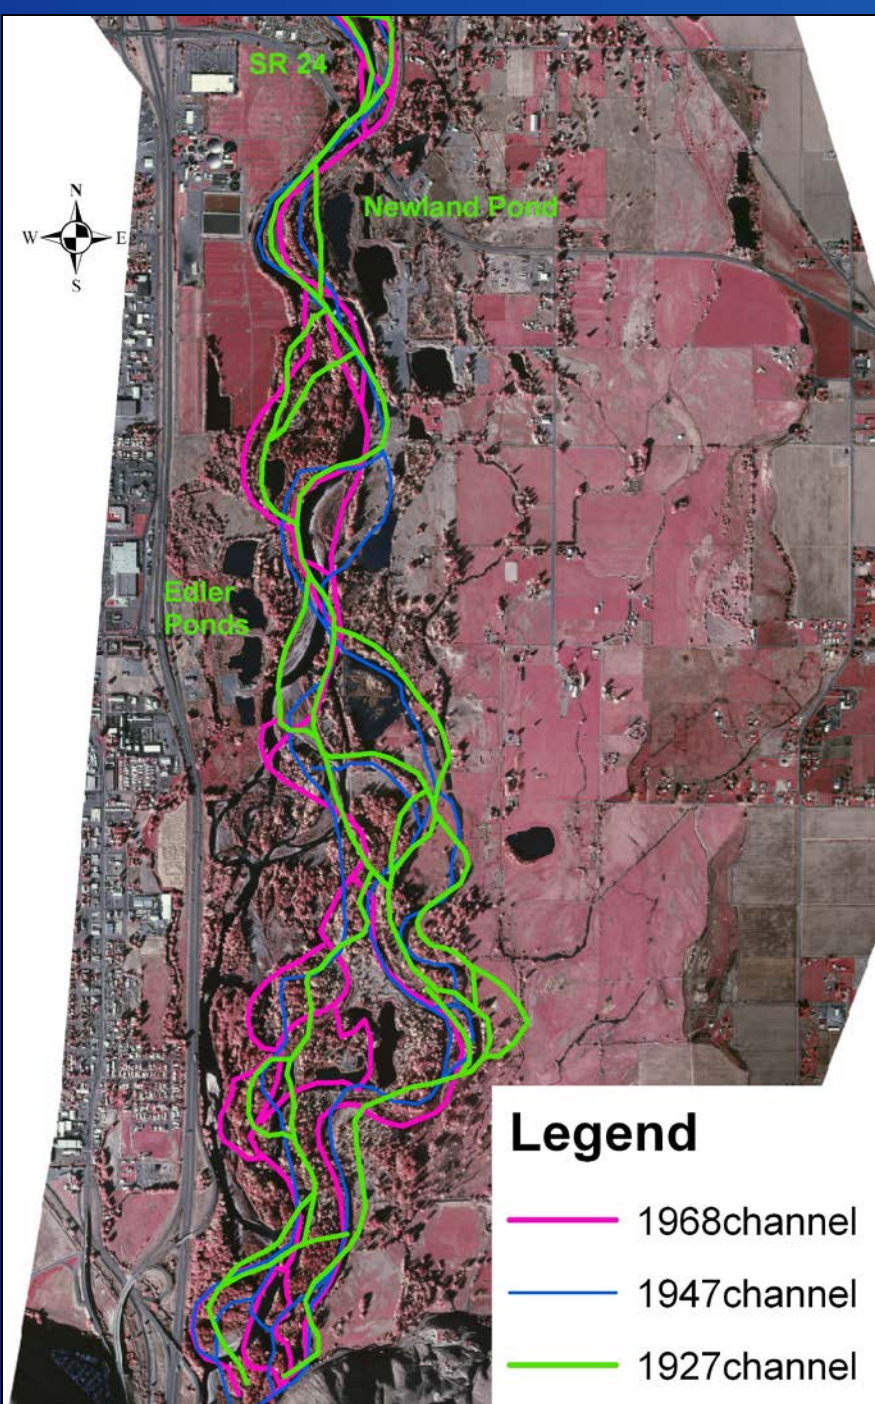 SR 24
N
W E
S
Newland Pond
Edler
Ponds
Legend
1968channel
1947channel
1927channel